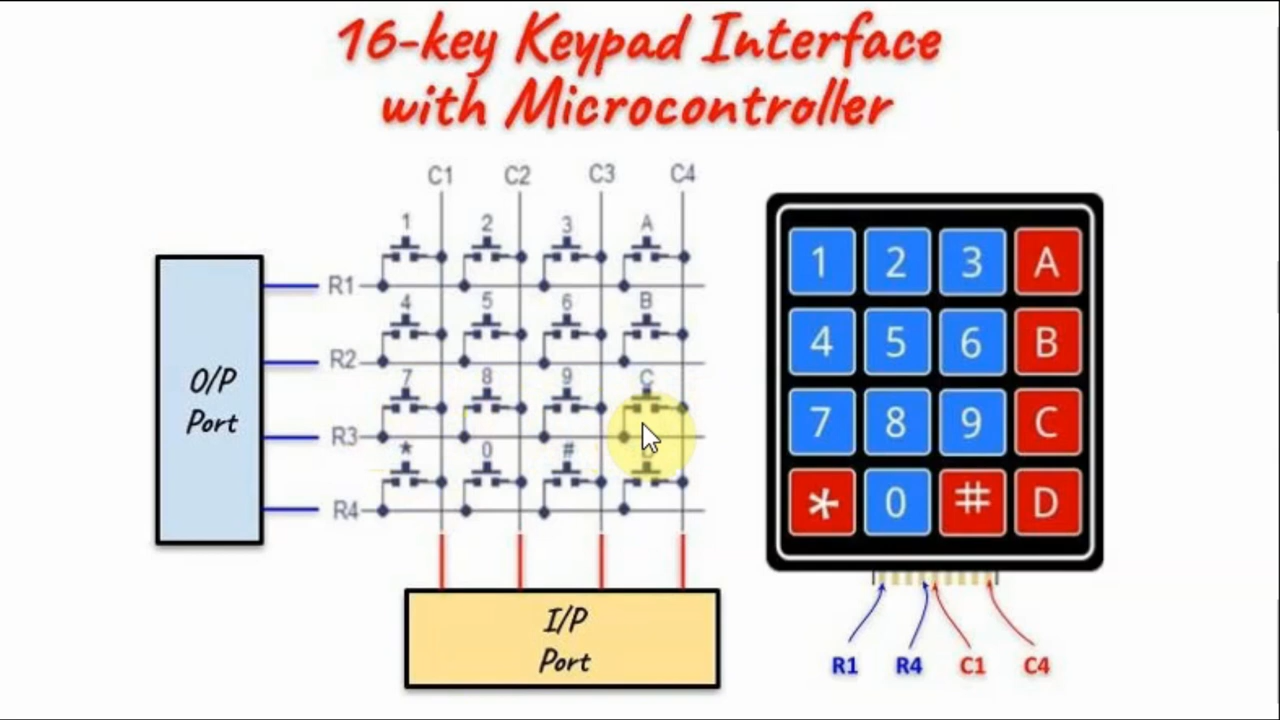 16-key Keypad Interface
with Microcontroller
C1 C2 C3 C4
1 2 3 A
R1
4 5 6 B
R2
7 8 9 C
R3
* 0 #
R4
O/P
Port
I/P
Port
1 2 3 A
4 5 6 B
7 8 9 C
* 0 # D
R1 R4 C1 C4